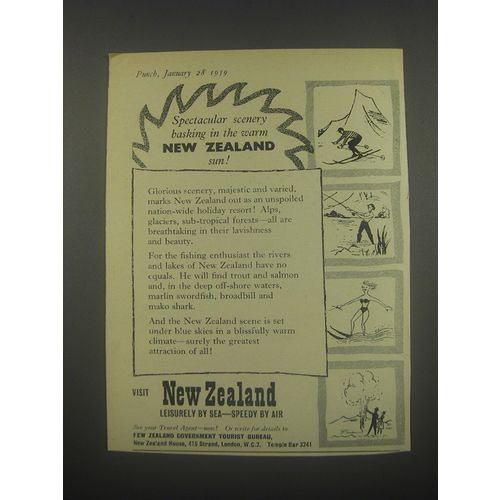 Punch, January 28 1959
Spectacular scenery
basking in the warm
NEW ZEALAND
sun!
Glorious scenery, majestic and varied,
marks New Zealand out as an unspoiled
nation-wide holiday resort! Alps,
glaciers, sub-tropical forests—all are
breathtaking in their lavishness
and beauty.
For the fishing enthusiast the rivers
and lakes of New Zealand have no
equals. He will find trout and salmon
and, in the deep off-shore waters,
marlin swordfish, broadbill and
mako shark.
And the New Zealand scene is set
under blue skies in a blissfully warm
climate—surely the greatest
attraction of all!
VISIT New Zealand
LEISURELY BY SEA—SPEEDY BY AIR
See your Travel Agent—now! Or write for details to
NEW ZEALAND GOVERNMENT TOURIST BUREAU,
New Zealand House, 415 Strand, London, W.C.2. Temple Bar 3241